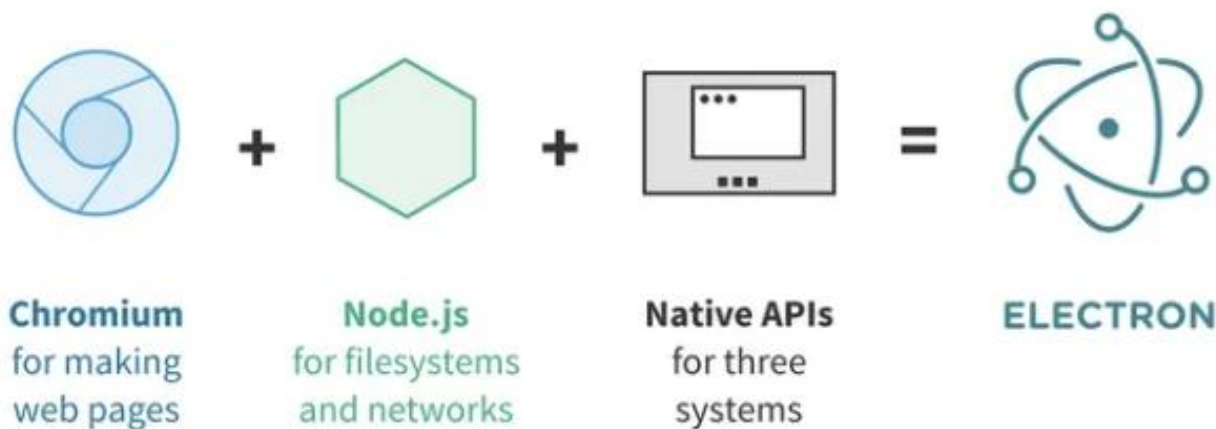 Chromium
for making
web pages
Node.js
for filesystems
and networks
Native APIs
for three
systems
ELECTRON